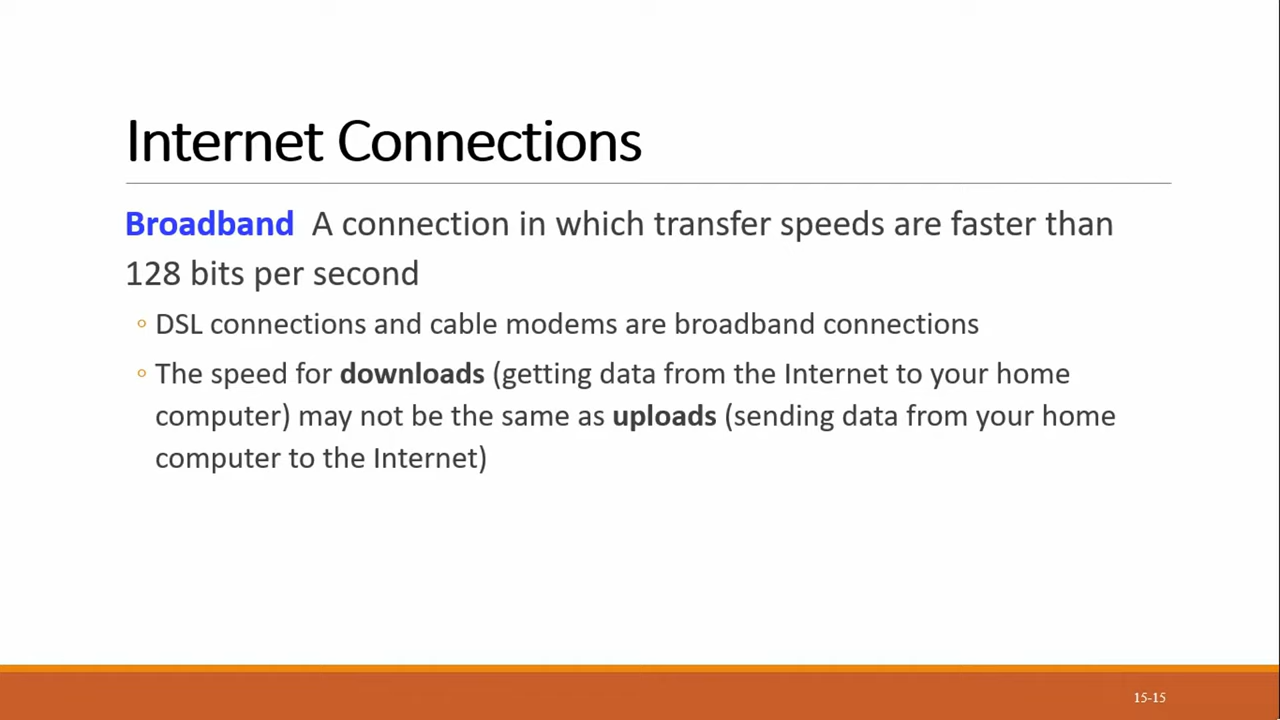 Internet Connections
Broadband A connection in which transfer speeds are faster than
128 bits per second
◦ DSL connections and cable modems are broadband connections
◦ The speed for downloads (getting data from the Internet to your home
computer) may not be the same as uploads (sending data from your home
computer to the Internet)
15-15